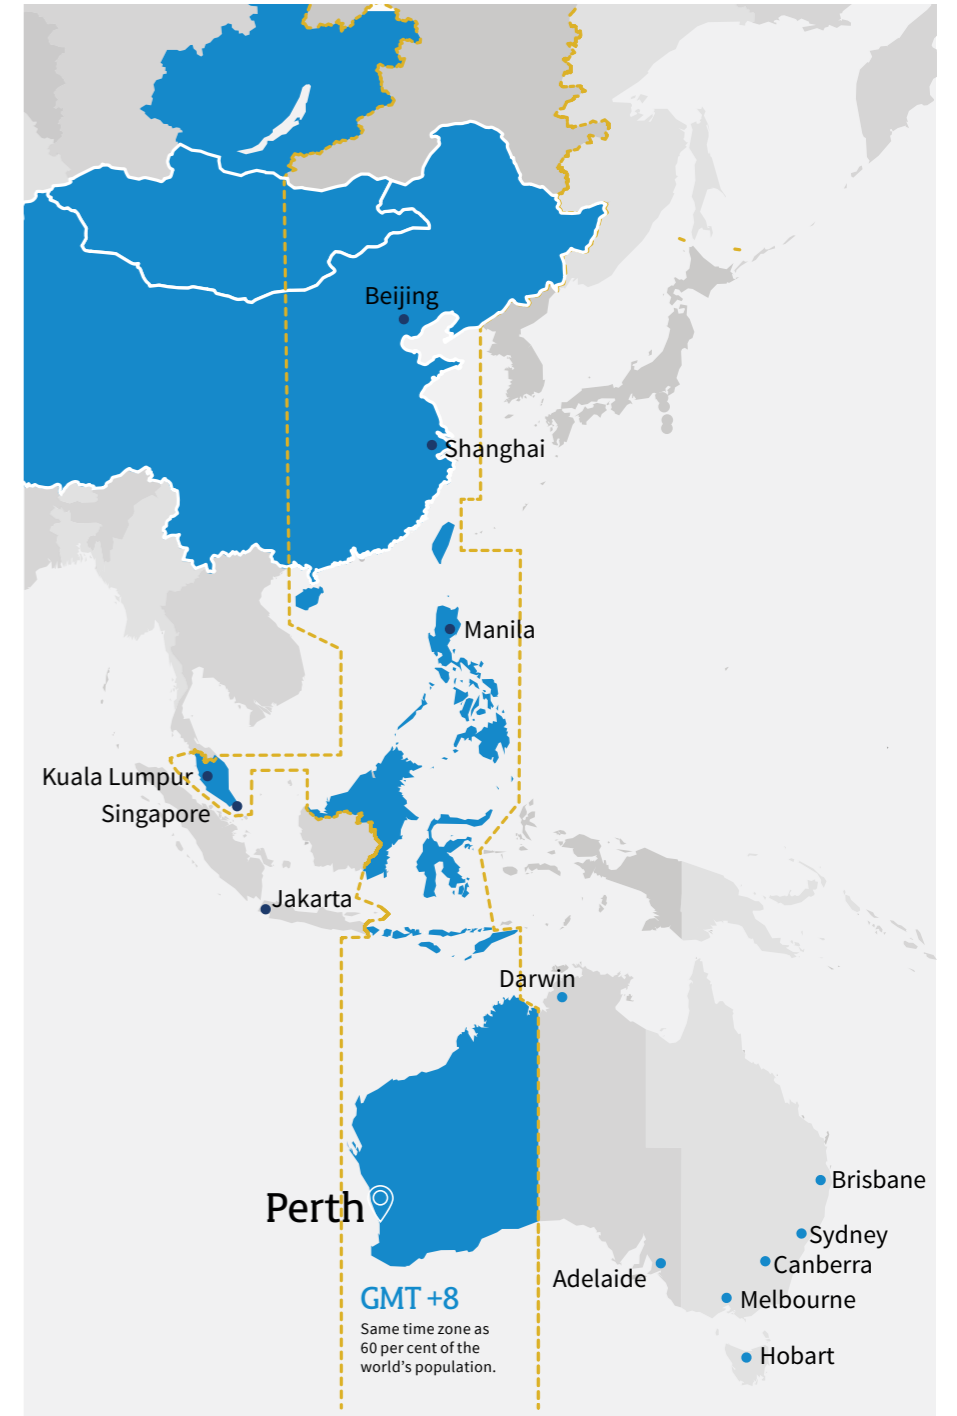 Beijing
Shanghai
Manila
Kuala Lumpur
Singapore
Jakarta
Darwin
Brisbane
Perth
Sydney
Canberra
Adelaide
Melbourne
GMT +8
Same time zone as
60 per cent of the
world's population.
Hobart